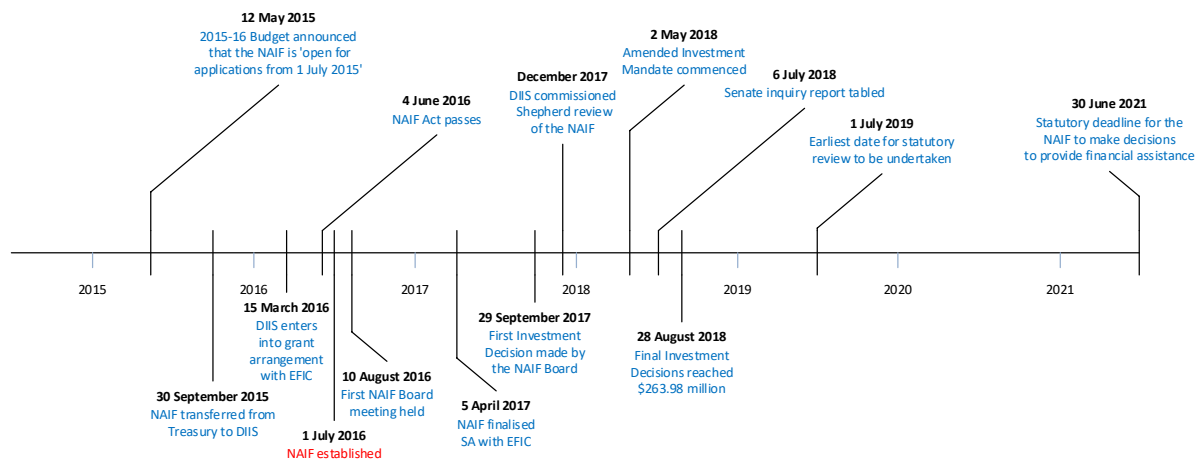 12 May 2015
2015-16 Budget announced
that the NAIF is 'open for
applications from 1 July 2015'
4 June 2016
NAIF Act passes
December 2017
DIIS commissioned
Shepherd review
of the NAIF
2 May 2018
Amended Investment
Mandate commenced
6 July 2018
Senate inquiry report tabled
1 July 2019
Earliest date for statutory
review to be undertaken
30 June 2021
Statutory deadline for the
NAIF to make decisions
to provide financial assistance
2015
2016
2017
2018
2019
2020
2021
30 September 2015
NAIF transferred from
Treasury to DIIS
15 March 2016
DIIS enters
into grant
arrangement
with EFIC
1 July 2016
NAIF established
10 August 2016
First NAIF Board
meeting held
5 April 2017
NAIF finalised
SA with EFIC
29 September 2017
First Investment
Decision made by
the NAIF Board
28 August 2018
Final Investment
Decisions reached
$263.98 million